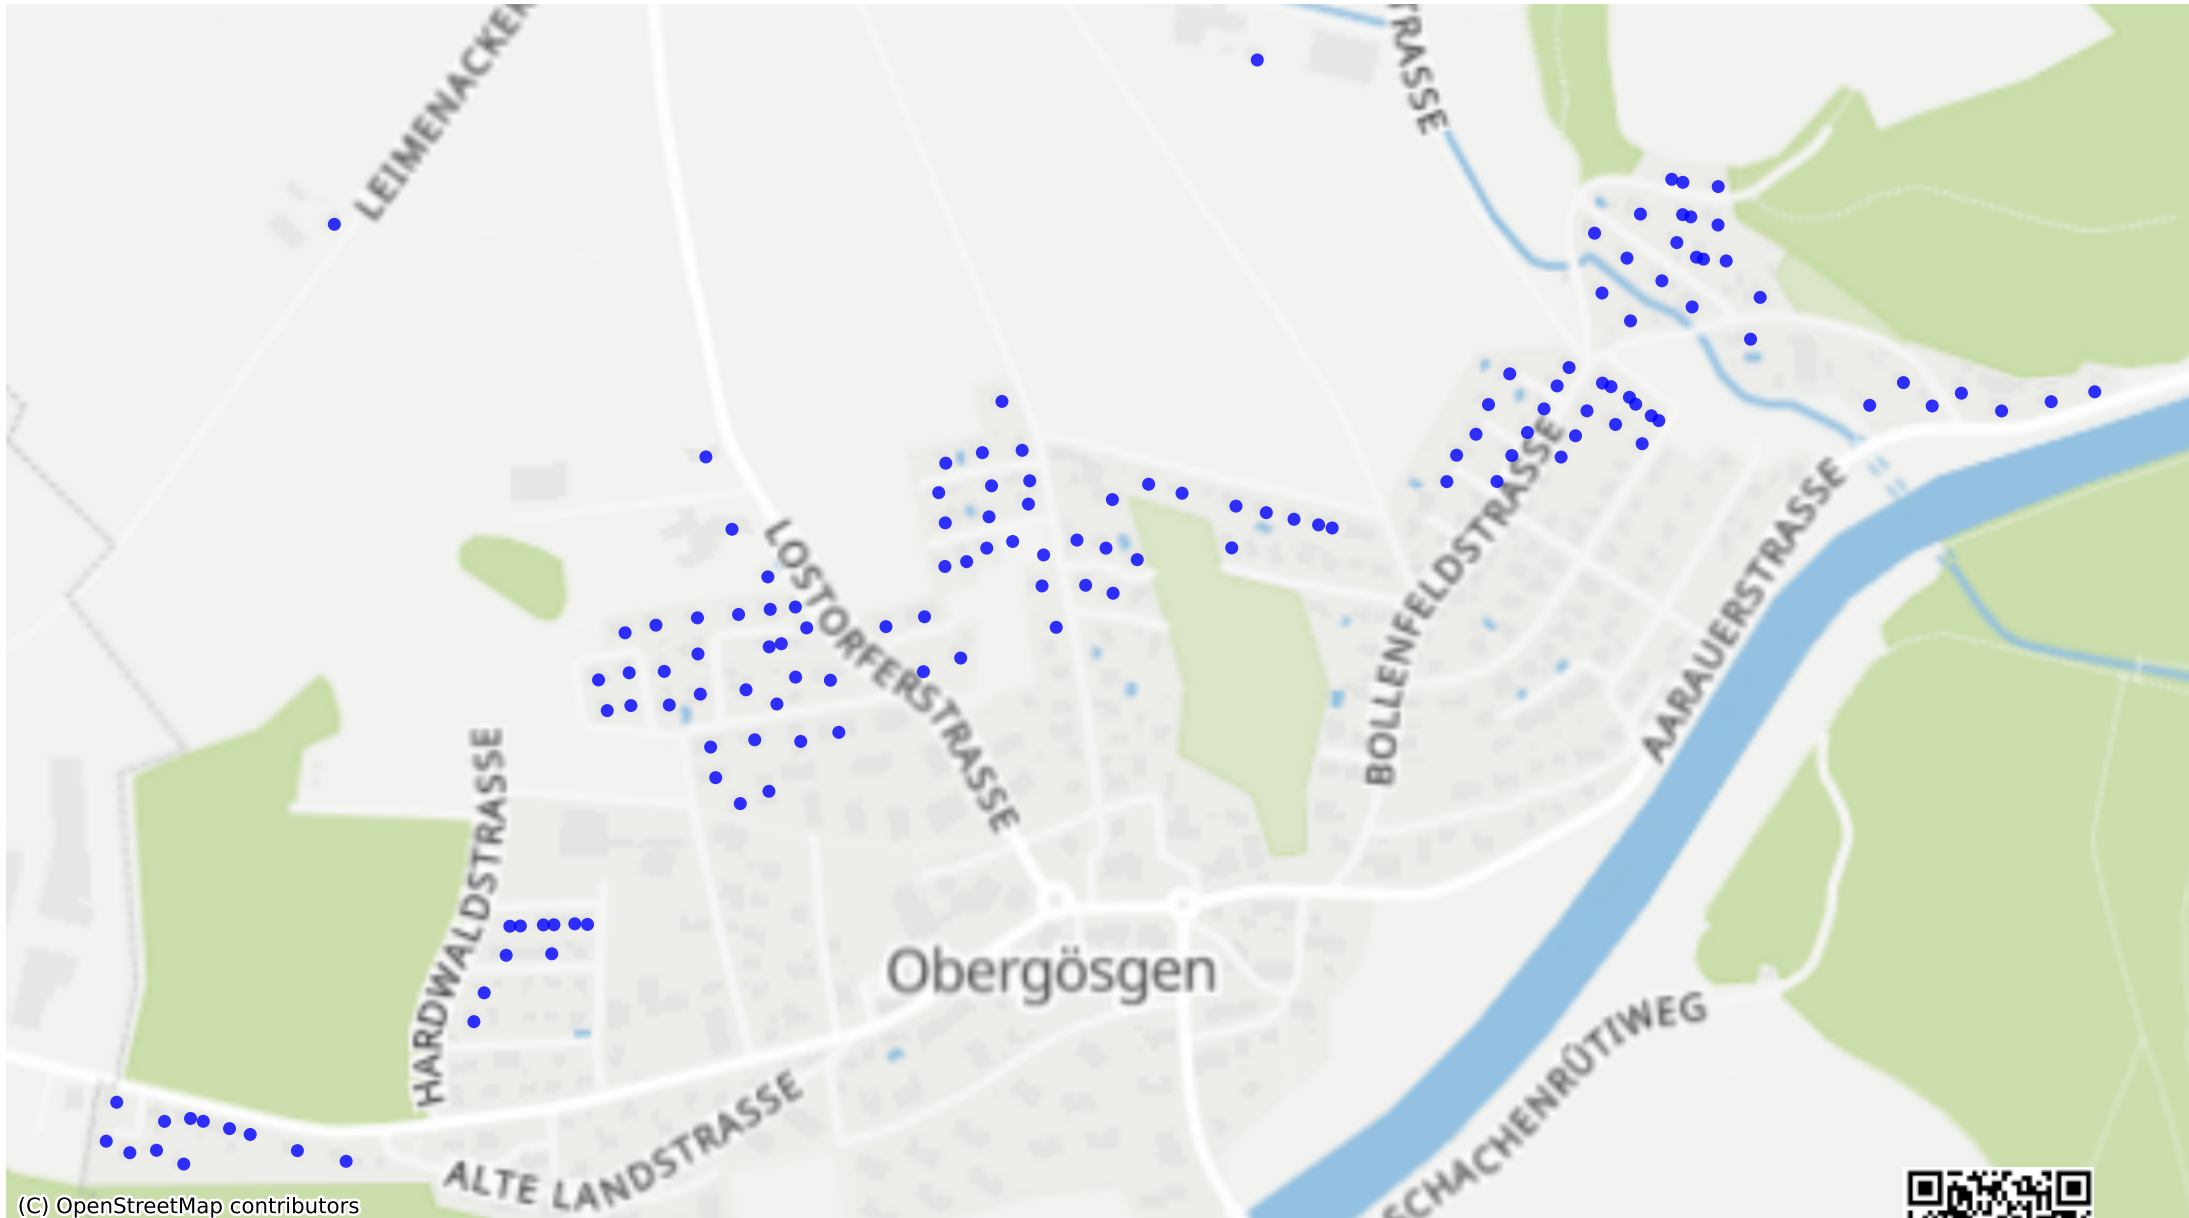 LEIMENACKER
TRASSE
LOSTORFERSTRASSE
BOLLENFELDSTRASSE
AARAUERSTRASSE
HARDWALDSTRASSE
Obergösgen
SCHACHENRÜTIWEG
ALTE LANDSTRASSE
(C) OpenStreetMap contributors